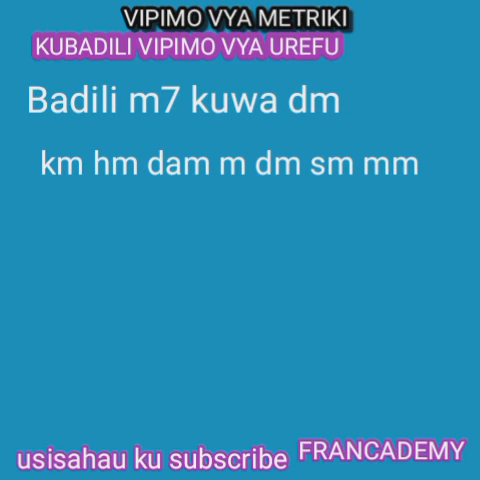 VIPIMO VYA METRIKI
KUBADILI VIPIMO VYA UREFU
Badili m7 kuwa dm
km hm dam m dm sm mm
usisahau ku subscribe FRANCADEMY